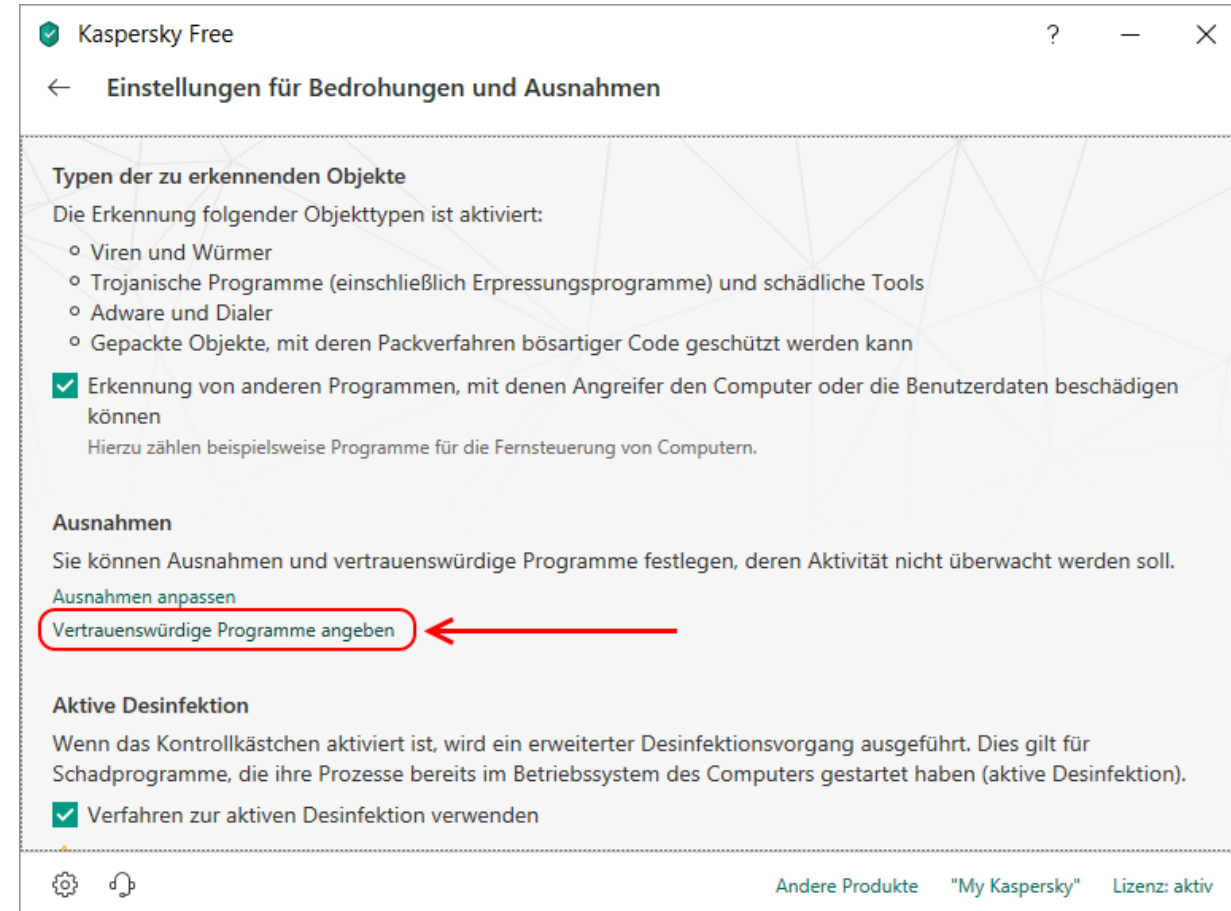 Kaspersky Free
?
Einstellungen für Bedrohungen und Ausnahmen
Typen der zu erkennenden Objekte
Die Erkennung folgender Objekttypen ist aktiviert:
Viren und Würmer
Trojanische Programme (einschließlich Erpressungsprogramme) und schädliche Tools
Adware und Dialer
Gepackte Objekte, mit deren Packverfahren bösartiger Code geschützt werden kann
Erkennung von anderen Programmen, mit denen Angreifer den Computer oder die Benutzerdaten beschädigen
können
Hierzu zählen beispielsweise Programme für die Fernsteuerung von Computern.
Ausnahmen
Sie können Ausnahmen und vertrauenswürdige Programme festlegen, deren Aktivität nicht überwacht werden soll.
Ausnahmen anpassen
Vertrauenswürdige Programme angeben
Aktive Desinfektion
Wenn das Kontrollkästchen aktiviert ist, wird ein erweiterter Desinfektionsvorgang ausgeführt. Dies gilt für
Schadprogramme, die ihre Prozesse bereits im Betriebssystem des Computers gestartet haben (aktive Desinfektion).
Verfahren zur aktiven Desinfektion verwenden
Andere Produkte "My Kaspersky" Lizenz: aktiv